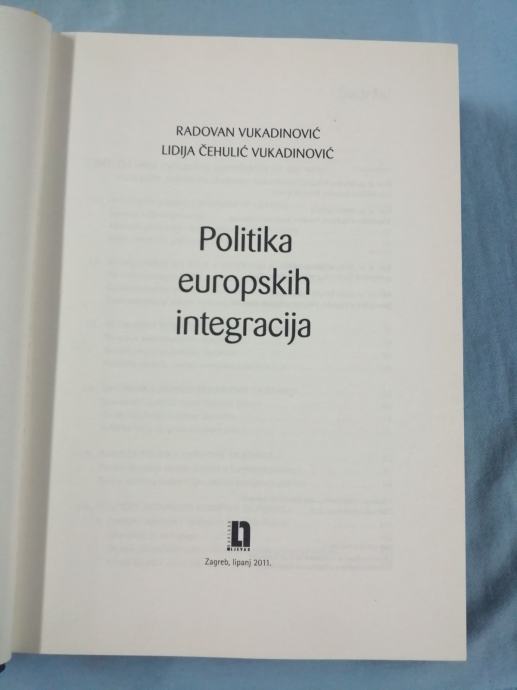 RADOVAN VUKADINOVIĆ
LIDIJA ČEHULIĆ VUKADINOVIĆ
Politika
europskih
integracija
Zagreb, lipanj 2011.